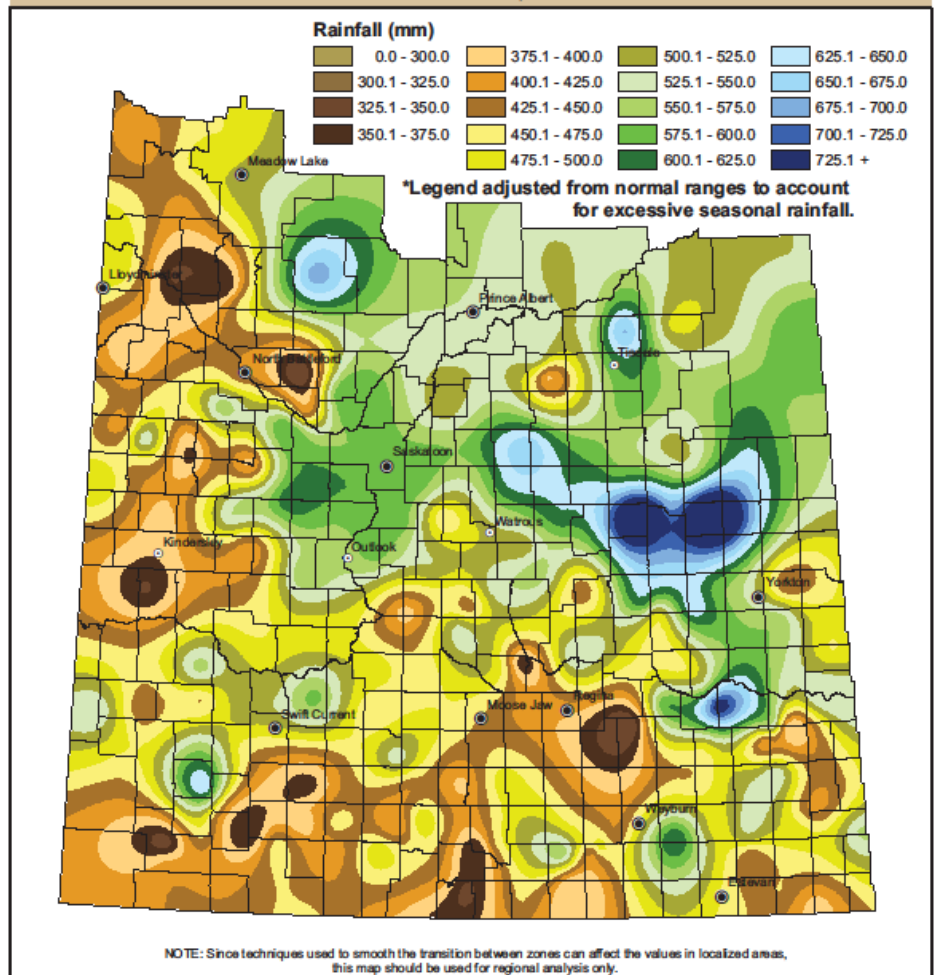 Rainfall (mm)
0.0 - 300.0
300.1 - 325.0
325.1 - 350.0
350.1 - 375.0
375.1 - 400.0
400.1 - 425.0
425.1 - 450.0
450.1 - 475.0
475.1 - 500.0
500.1 - 525.0
525.1 - 550.0
550.1 - 575.0
575.1 - 600.0
600.1 - 625.0
625.1 - 650.0
650.1 - 675.0
675.1 - 700.0
700.1 - 725.0
725.1 +
*Legend adjusted from normal ranges to account
for excessive seasonal rainfall.
Meadow Lake
Lloydminster
Prince Albert
North Battleford
Tisdale
Saskatoon
Watrous
Kindersley
Outlook
Yorkton
Regina
Moose Jaw
Swift Current
Weyburn
Estevan
NOTE: Since techniques used to smooth the transition between zones can affect the values in localized areas,
this map should be used for regional analysis only.